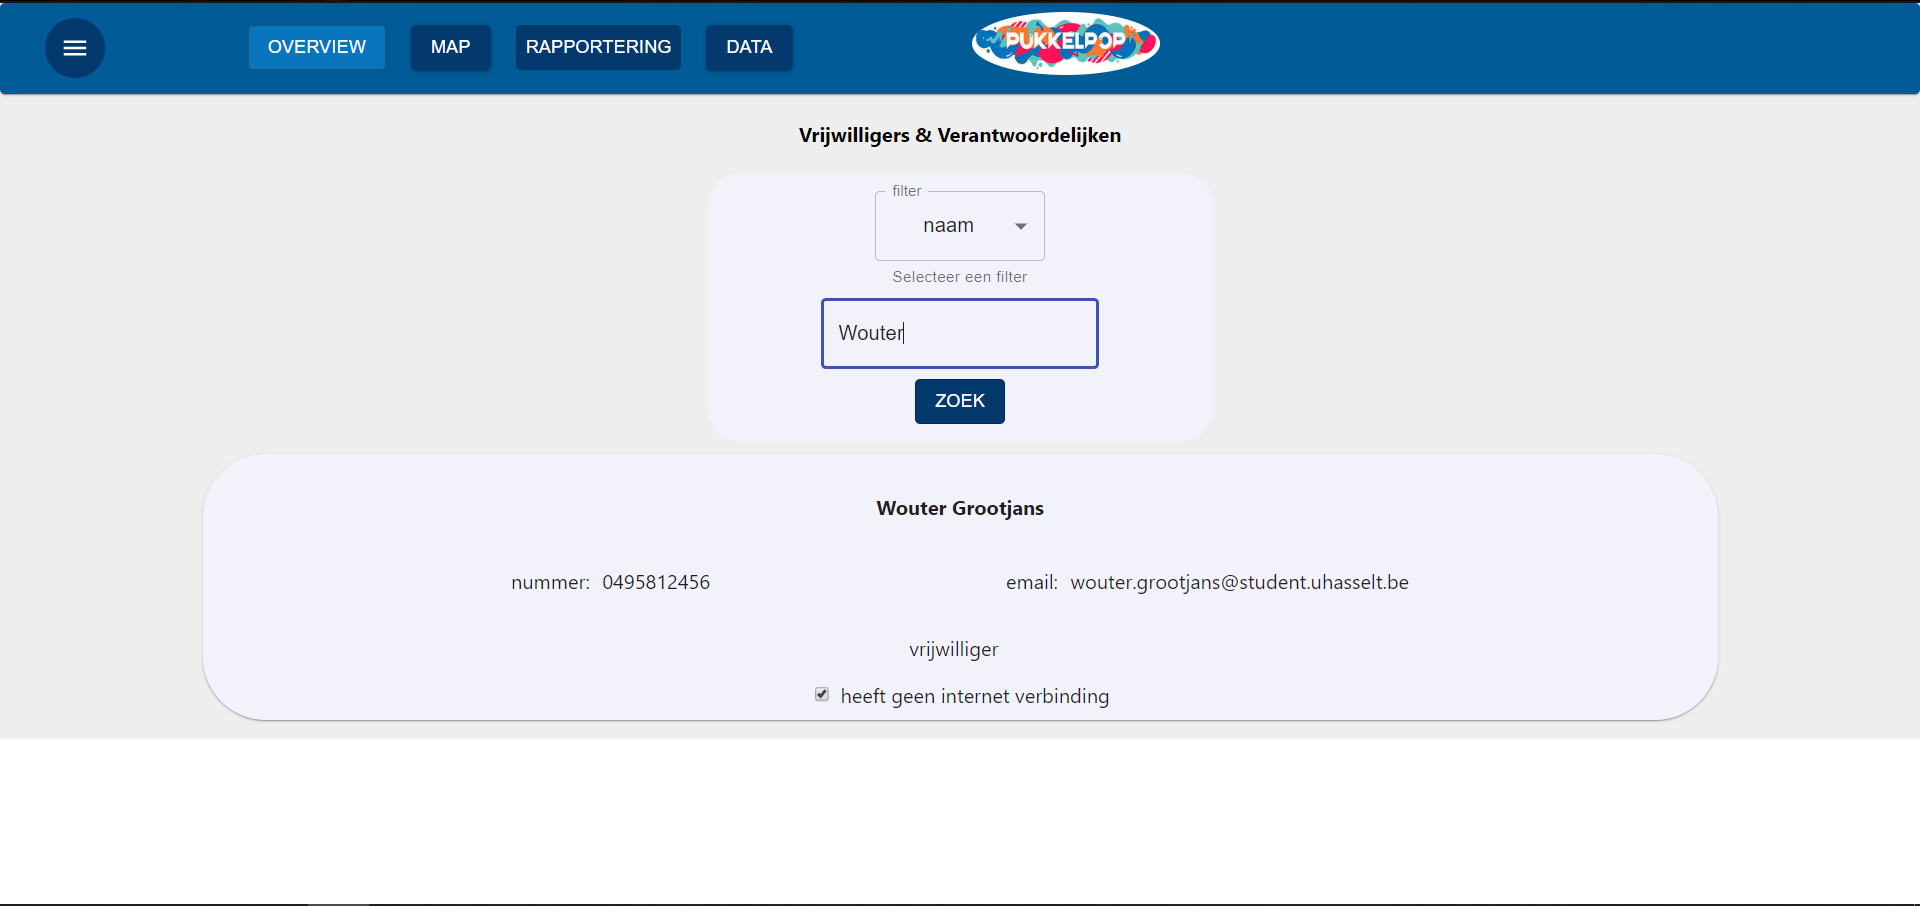 OVERVIEW MAP RAPPORTERING DATA PUKKELPOP
Vrijwilligers & Verantwoordelijken
filter
naam
Selecteer een filter
Wouter
ZOEK
Wouter Grootjans
nummer: 0495812456 email: wouter.grootjans@student.uhasselt.be
vrijwilliger
heeft geen internet verbinding